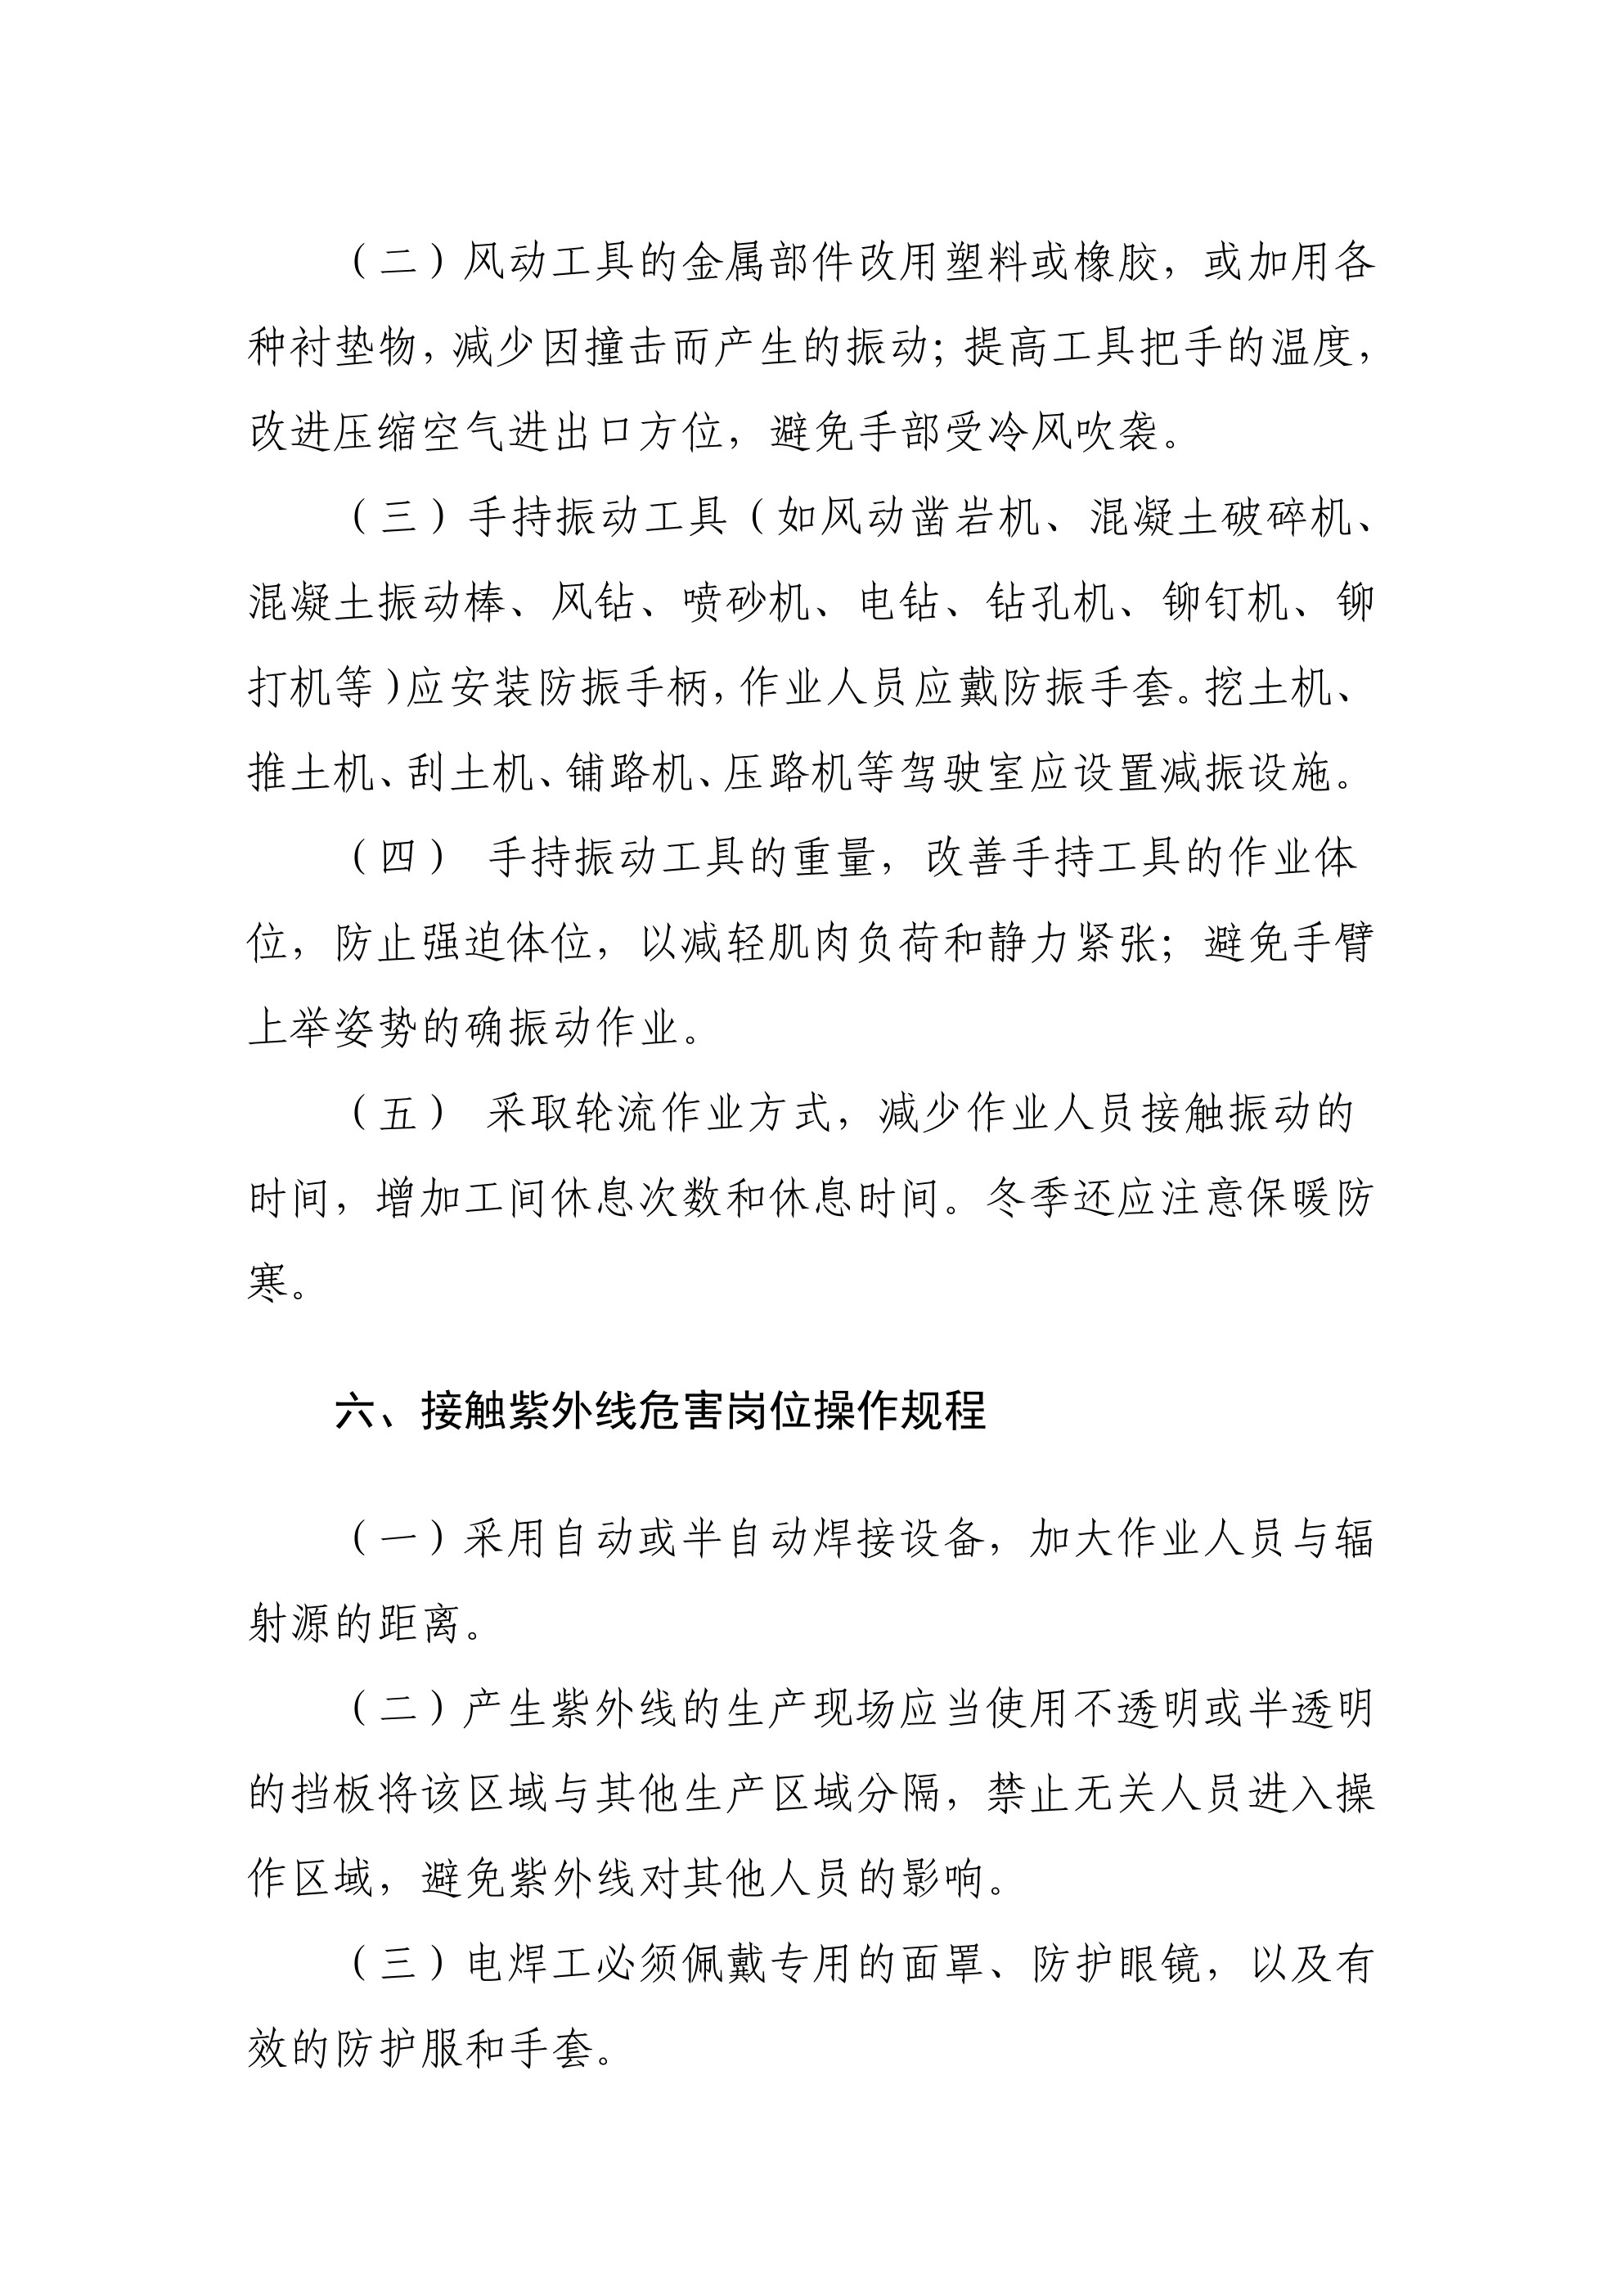 （二）风动工具的金属部件改用塑料或橡胶，或加用各
种衬垫物，减少因撞击而产生的振动；提高工具把手的温度，
改进压缩空气进出口方位，避免手部受冷风吹袭。
（三）手持振动工具（如风动凿岩机、混凝土破碎机、
混凝土振动棒、风钻、喷砂机、电钻、钻孔机、铆钉机、铆
打机等)应安装防振手柄，作业人员应戴防振手套。挖土机、
推土机、刮土机、铺路机、压路机等驾驶室应设置减振设施。
（四） 手持振动工具的重量，改善手持工具的作业体
位，防止强迫体位，以减轻肌肉负荷和静力紧张；避免手臂
上举姿势的确振动作业。
（五） 采取轮流作业方式，减少作业人员接触振动的
时间，增加工间休息次数和休息时间。冬季还应注意保暖防
寒。
六、接触紫外线危害岗位操作规程
（一）采用自动或半自动焊接设备，加大作业人员与辐
射源的距离。
（二）产生紫外线的生产现场应当使用不透明或半透明
的挡板将该区域与其他生产区域分隔，禁止无关人员进入操
作区域，避免紫外线对其他人员的影响。
（三）电焊工必须佩戴专用的面罩、防护眼镜，以及有
效的防护服和手套。